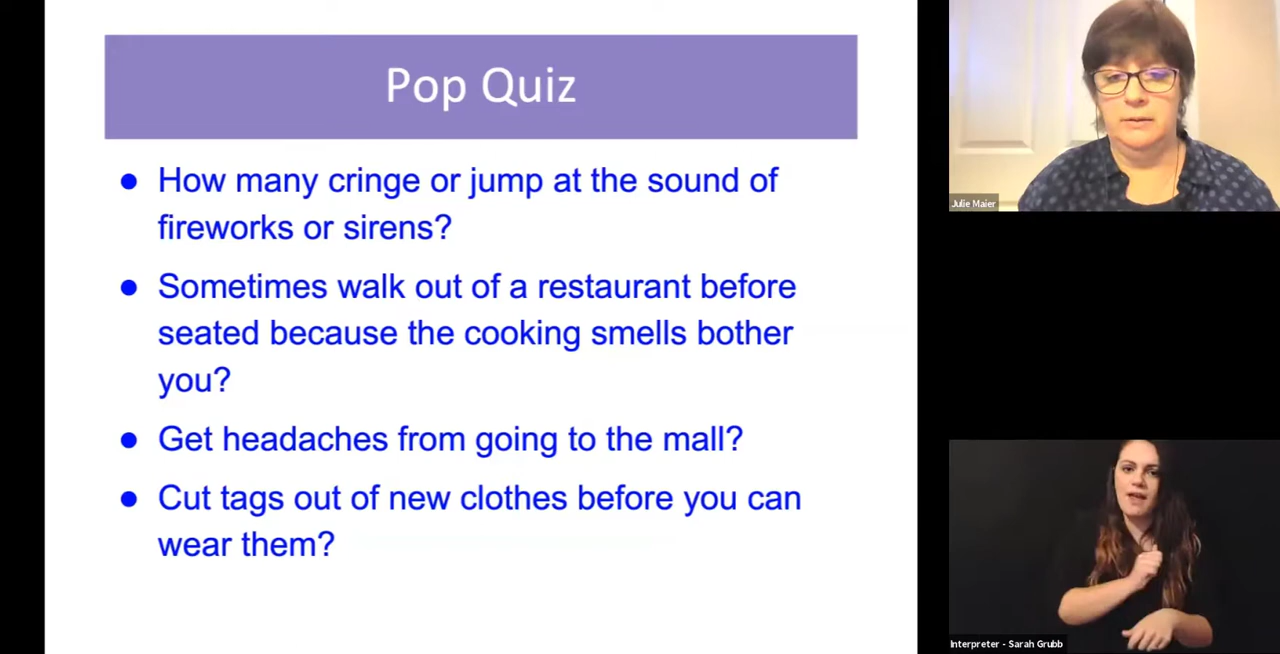 Pop Quiz
● How many cringe or jump at the sound of
fireworks or sirens?
● Sometimes walk out of a restaurant before
seated because the cooking smells bother
you?
● Get headaches from going to the mall?
● Cut tags out of new clothes before you can
wear them?
Julie Maier
Interpreter - Sarah Grubb